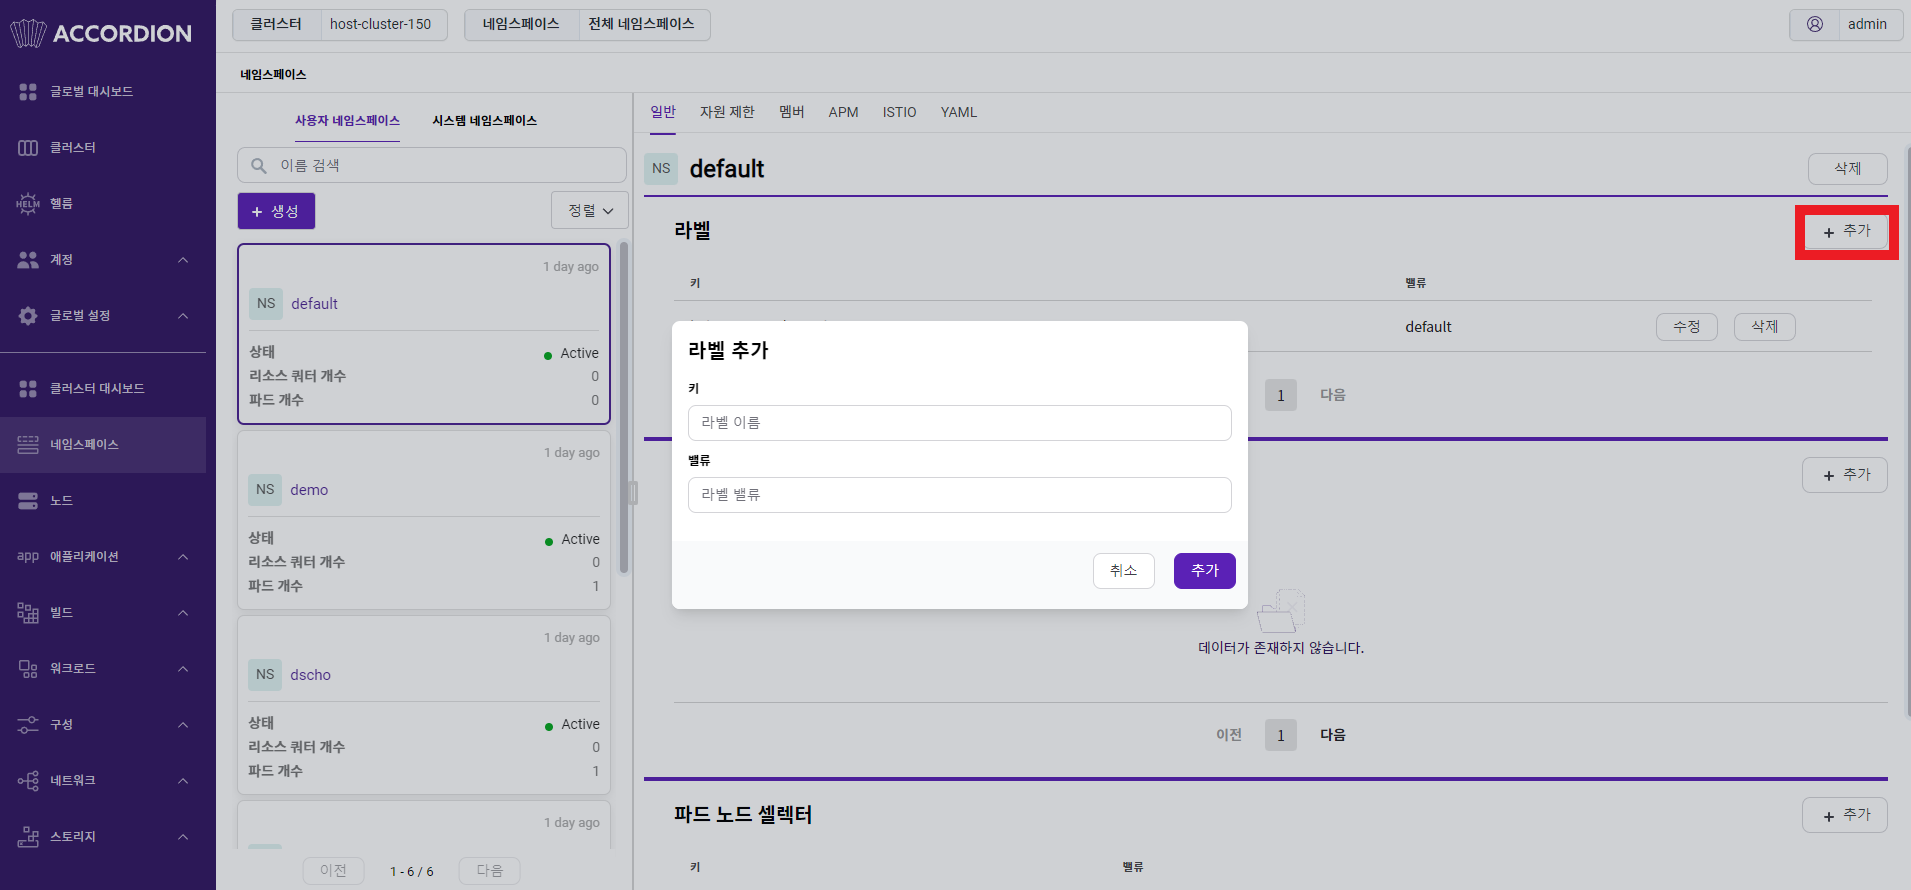 ACCORDION
글로벌 대시보드
클러스터
HELM 헬름
계정
글로벌 설정
클러스터 대시보드
네임스페이스
노드
app 애플리케이션
빌드
워크로드
구성
네트워크
스토리지
클러스터 host-cluster-150 네임스페이스 전체 네임스페이스
admin
네임스페이스
사용자 네임스페이스 시스템 네임스페이스
이름 검색
+ 생성 정렬
1 day ago
NS default
상태 Active
리소스 쿼터 개수 0
파드 개수 0
1 day ago
NS demo
상태 Active
리소스 쿼터 개수 0
파드 개수 1
1 day ago
NS dscho
상태 Active
리소스 쿼터 개수 0
파드 개수 1
1 day ago
이전 1 - 6 / 6 다음
일반 자원 제한 멤버 APM ISTIO YAML
NS default 삭제
라벨 + 추가
키 밸류
default 수정 삭제
1 다음
라벨 추가
키
라벨 이름
밸류
라벨 밸류
취소 추가
+ 추가
데이터가 존재하지 않습니다.
이전 1 다음
파드 노드 셀렉터 + 추가
키 밸류